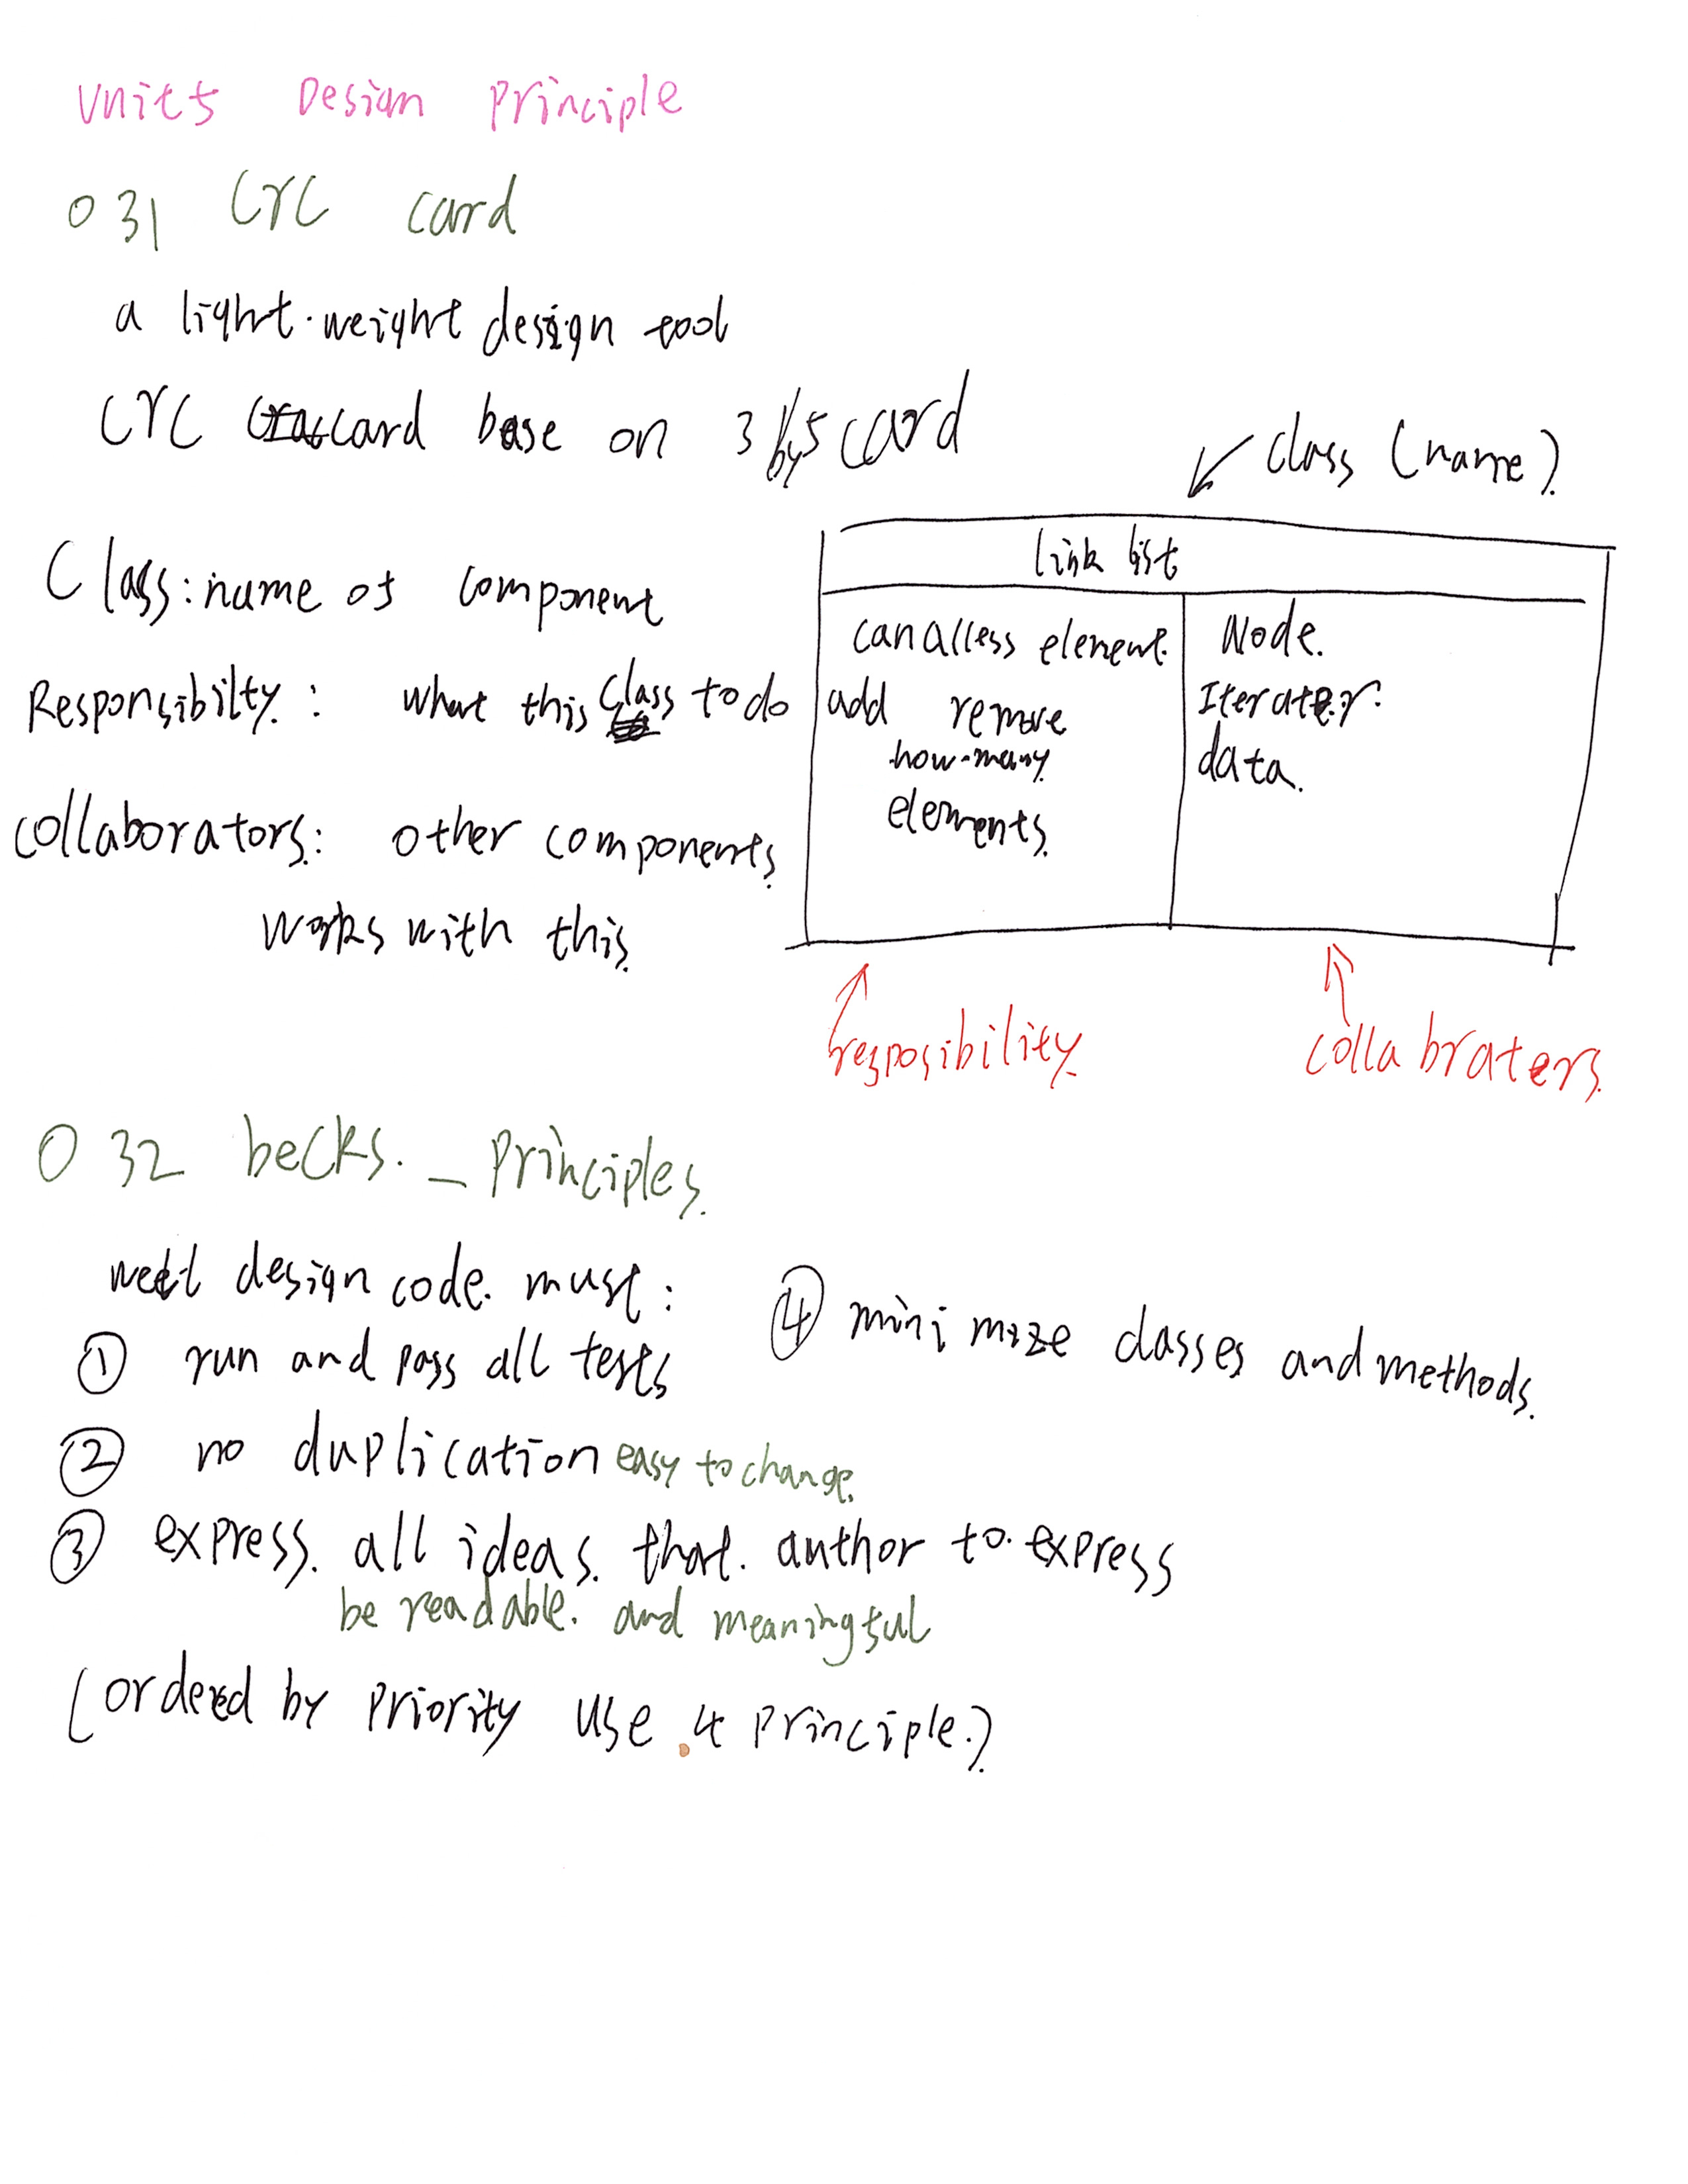 Unit5 Design Principle
031 CrC card
a light-weight design tool
CrC card base on 3 by 5 card
Class (name)
Class: name of component
Responsibilty: what this class to do
collaborators: other components
works with this.
link list
can access element.
add remove
how-many
elements.
Node.
Iterater.
data.
resposibility
collabraters.
032 becks_Principles.
well design code must:
① run and pass all tests
② no duplication easy to change.
③ express all ideas that author to express
be readable and meaningful
④ minimize classes and methods.
(ordered by priority use 4 principle.)